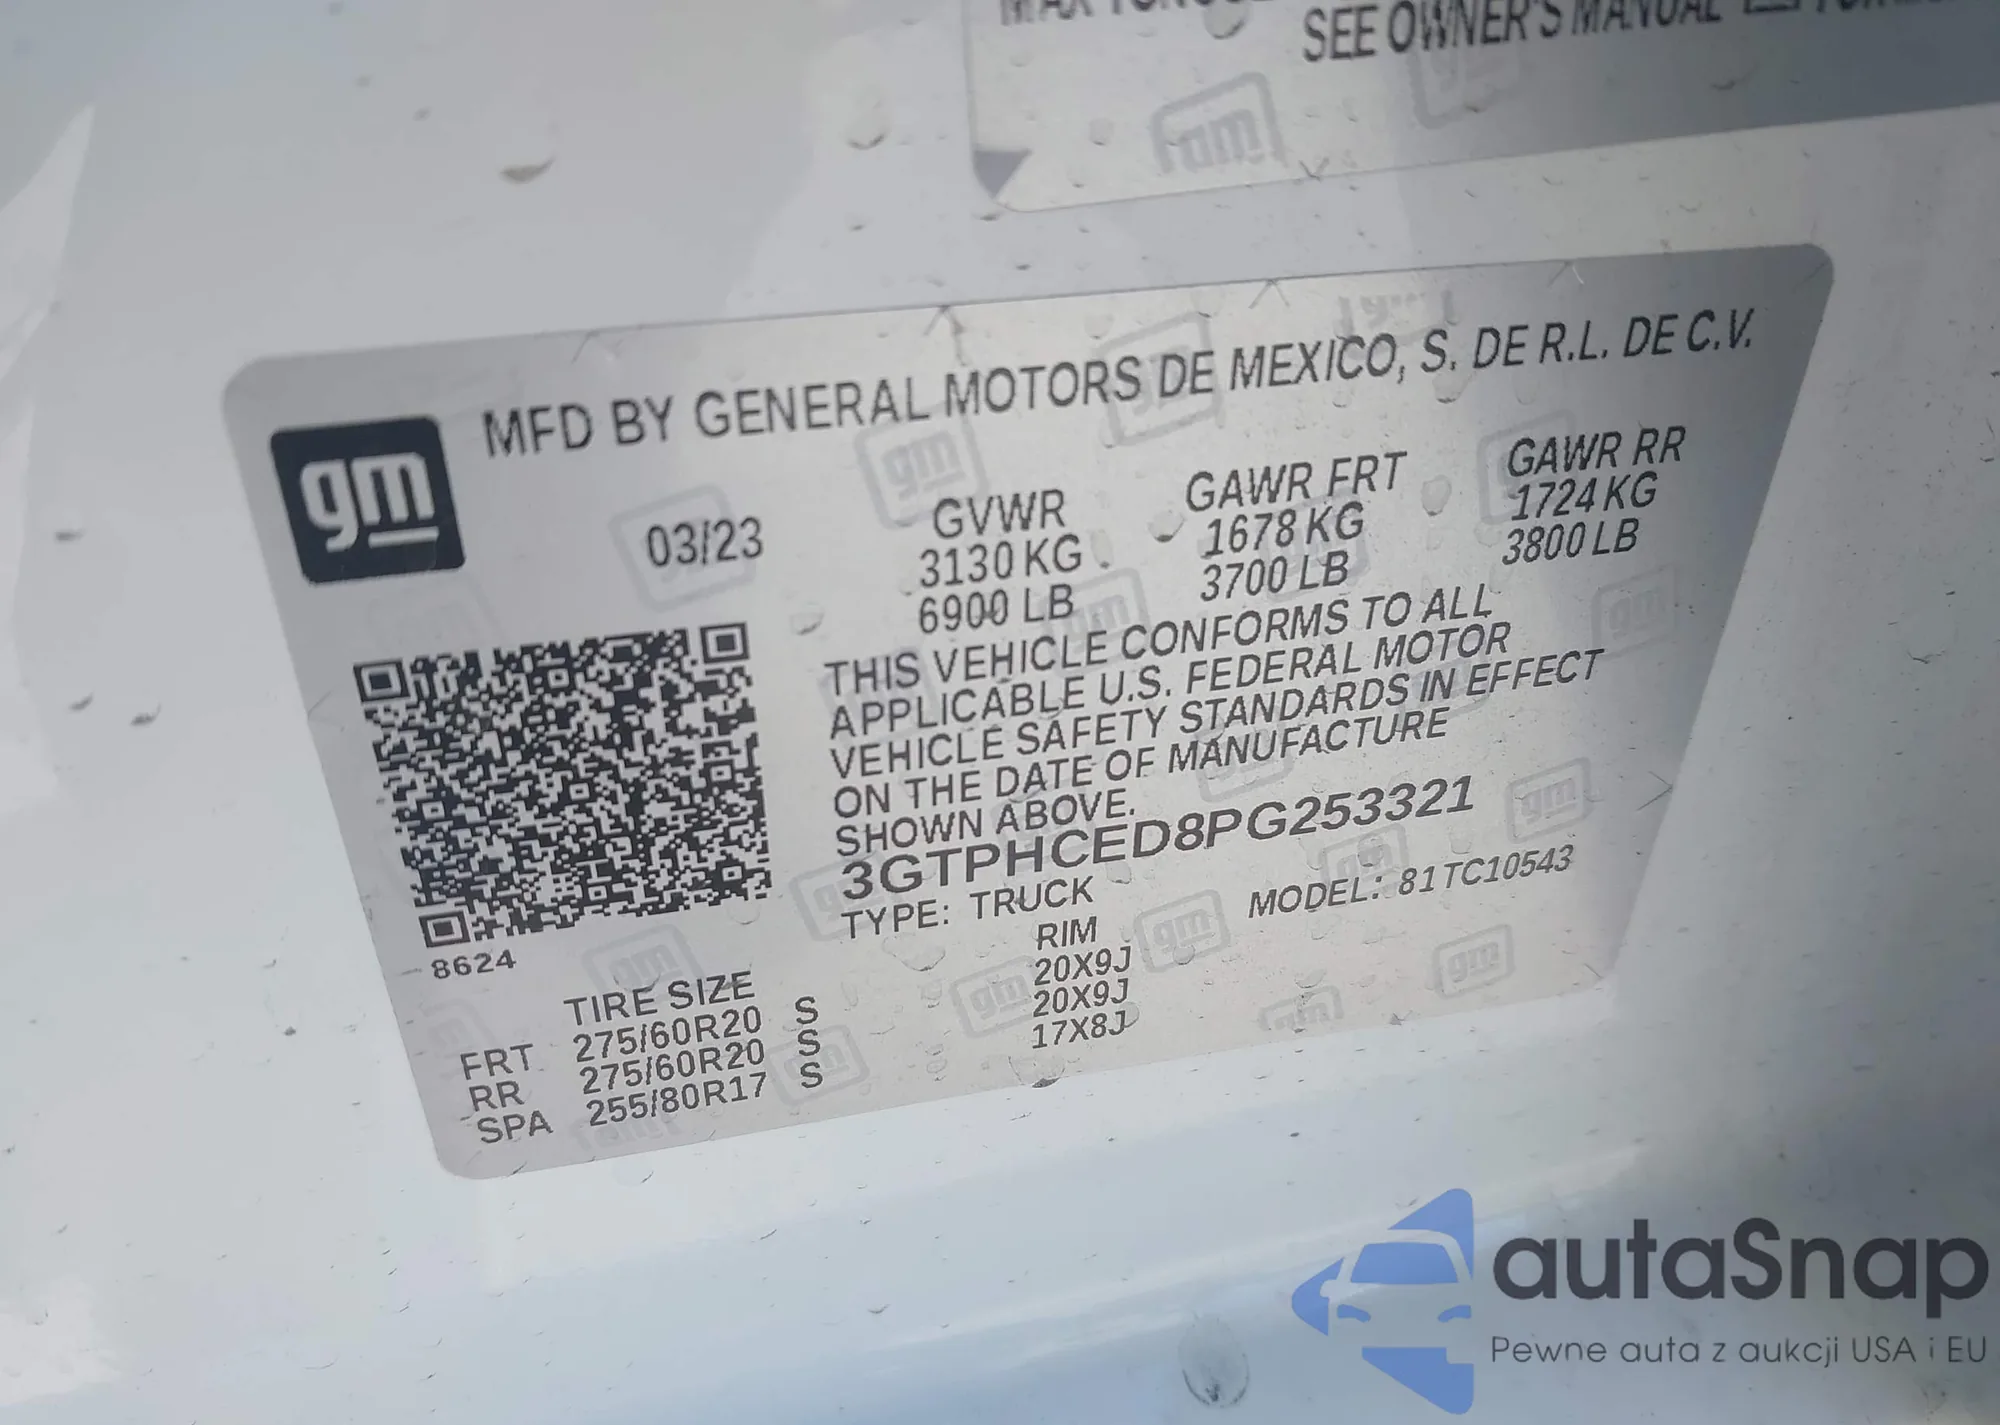 SEE OWNER'S MANUAL
MFD BY GENERAL MOTORS DE MEXICO, S. DE R.L. DE C.V.
gm
03/23
GVWR GAWR FRT GAWR RR
3130 KG 1678 KG 1724 KG
6900 LB 3700 LB 3800 LB
THIS VEHICLE CONFORMS TO ALL
APPLICABLE U.S. FEDERAL MOTOR
VEHICLE SAFETY STANDARDS IN EFFECT
ON THE DATE OF MANUFACTURE
SHOWN ABOVE.
3GTPHCED8PG253321
TYPE: TRUCK MODEL: 81TC10543
8624
TIRE SIZE RIM
FRT 275/60R20 S 20X9J
RR 275/60R20 S 20X9J
SPA 255/80R17 S 17X8J
autaSnap
Pewne auta z aukcji USA i EU